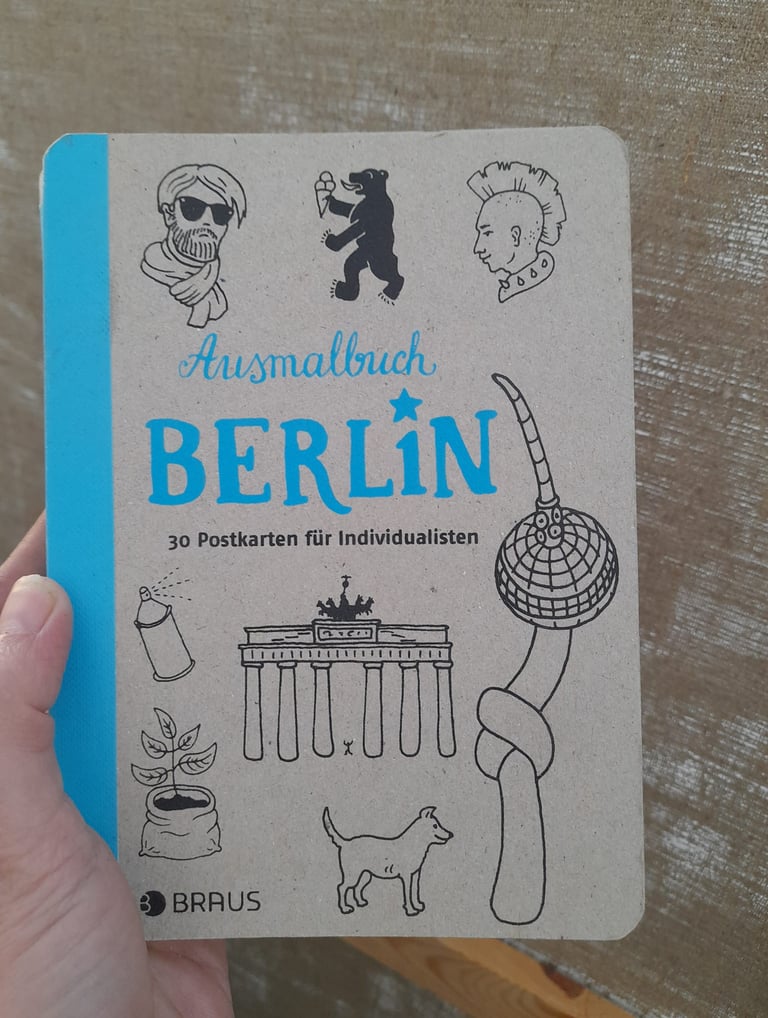 Ausmalbuch
BERLiN
30 Postkarten für Individualisten
B BRAUS